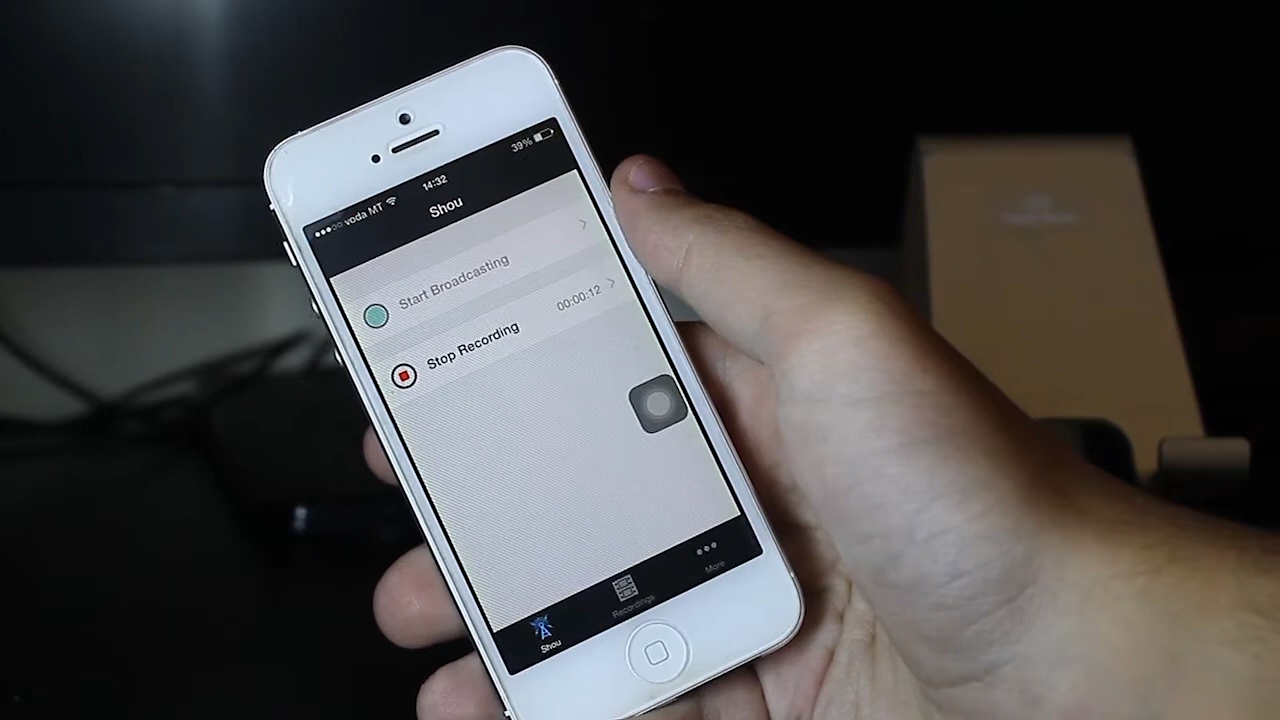 voda MT 14:32 39%
Shou
Start Broadcasting
Stop Recording 00:00:12
Shou Recordings More